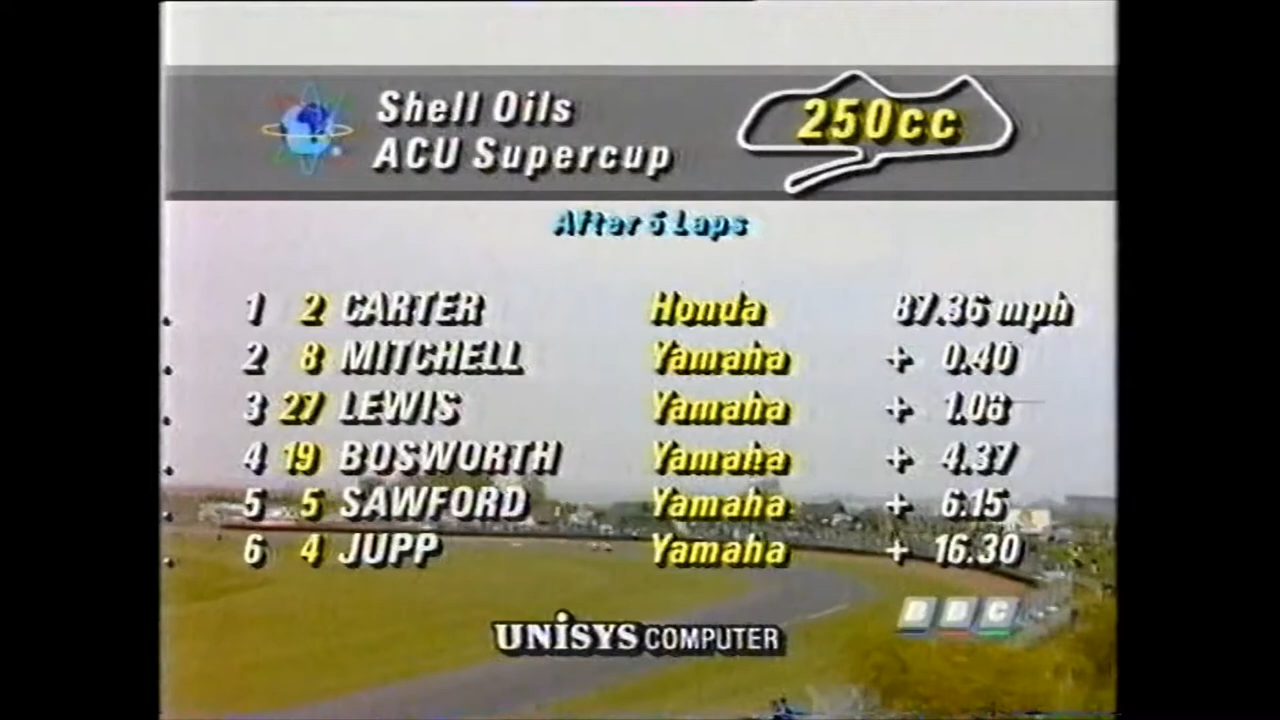 Shell Oils
ACU Supercup
250cc
After 5 Laps
1 2 CARTER Honda 87.36 mph
2 8 MITCHELL Yamaha + 0.40
3 27 LEWIS Yamaha + 1.08
4 19 BOSWORTH Yamaha + 4.37
5 5 SAWFORD Yamaha + 6.15
6 4 JUPP Yamaha + 16.30
BBC
UNiSYS COMPUTER